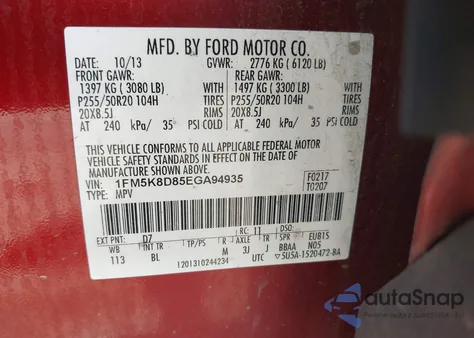 MFD. BY FORD MOTOR CO.
DATE: 10/13 GVWR: 2776 KG ( 6120 LB)
FRONT GAWR: REAR GAWR:
1397 KG ( 3080 LB) 1497 KG ( 3300 LB)
WITH WITH
P255/50R20 104H TIRES P255/50R20 104H TIRES
20X8.5J RIMS 20X8.5J RIMS
AT 240 kPa/ 35 PSI COLD AT 240 kPa/ 35 PSI COLD
THIS VEHICLE CONFORMS TO ALL APPLICABLE FEDERAL MOTOR
VEHICLE SAFETY STANDARDS IN EFFECT ON THE DATE OF
MANUFACTURE SHOWN ABOVE.
VIN: 1FM5K8D85EGA94935 F0217
TYPE: MPV T0207
EXT PNT: D7 RC: 11 DSO:
WB INT TR TP/PS R AXLE TR SPR EU815
113 BL M 3J J BBAA N05
1201310244234 UTC 5U5A-1520472-BA
autaSnap